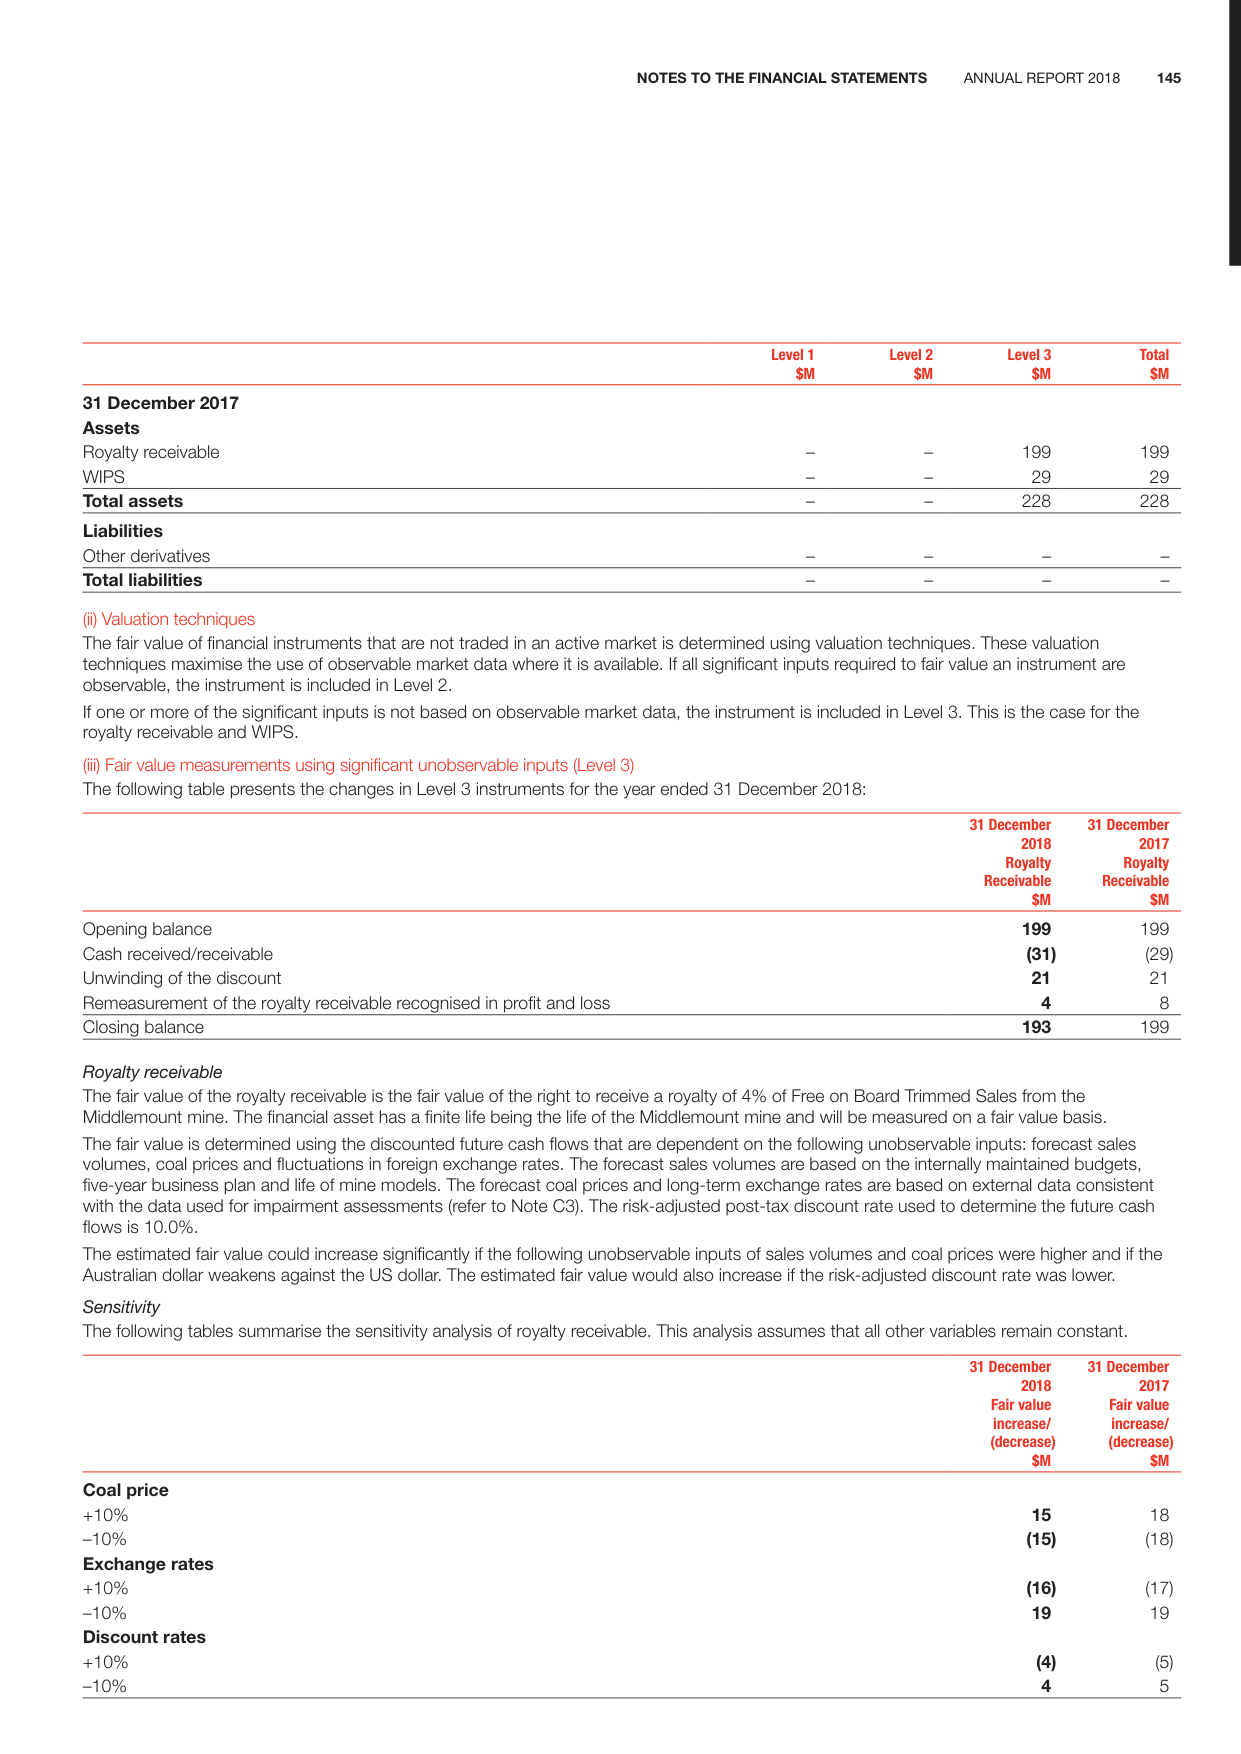 NOTES TO THE FINANCIAL STATEMENTS ANNUAL REPORT 2018 145
Level 1 Level 2 Level 3 Total
$M $M $M $M
31 December 2017
Assets
Royalty receivable – – 199 199
WIPS – – 29 29
Total assets – – 228 228
Liabilities
Other derivatives – – – –
Total liabilities – – – –
(ii) Valuation techniques
The fair value of financial instruments that are not traded in an active market is determined using valuation techniques. These valuation
techniques maximise the use of observable market data where it is available. If all significant inputs required to fair value an instrument are
observable, the instrument is included in Level 2.
If one or more of the significant inputs is not based on observable market data, the instrument is included in Level 3. This is the case for the
royalty receivable and WIPS.
(iii) Fair value measurements using significant unobservable inputs (Level 3)
The following table presents the changes in Level 3 instruments for the year ended 31 December 2018:
31 December 31 December
2018 2017
Royalty Royalty
Receivable Receivable
$M $M
Opening balance 199 199
Cash received/receivable (31) (29)
Unwinding of the discount 21 21
Remeasurement of the royalty receivable recognised in profit and loss 4 8
Closing balance 193 199
Royalty receivable
The fair value of the royalty receivable is the fair value of the right to receive a royalty of 4% of Free on Board Trimmed Sales from the
Middlemount mine. The financial asset has a finite life being the life of the Middlemount mine and will be measured on a fair value basis.
The fair value is determined using the discounted future cash flows that are dependent on the following unobservable inputs: forecast sales
volumes, coal prices and fluctuations in foreign exchange rates. The forecast sales volumes are based on the internally maintained budgets,
five-year business plan and life of mine models. The forecast coal prices and long-term exchange rates are based on external data consistent
with the data used for impairment assessments (refer to Note C3). The risk-adjusted post-tax discount rate used to determine the future cash
flows is 10.0%.
The estimated fair value could increase significantly if the following unobservable inputs of sales volumes and coal prices were higher and if the
Australian dollar weakens against the US dollar. The estimated fair value would also increase if the risk-adjusted discount rate was lower.
Sensitivity
The following tables summarise the sensitivity analysis of royalty receivable. This analysis assumes that all other variables remain constant.
31 December 31 December
2018 2017
Fair value Fair value
increase/ increase/
(decrease) (decrease)
$M $M
Coal price
+10% 15 18
–10% (15) (18)
Exchange rates
+10% (16) (17)
–10% 19 19
Discount rates
+10% (4) (5)
–10% 4 5